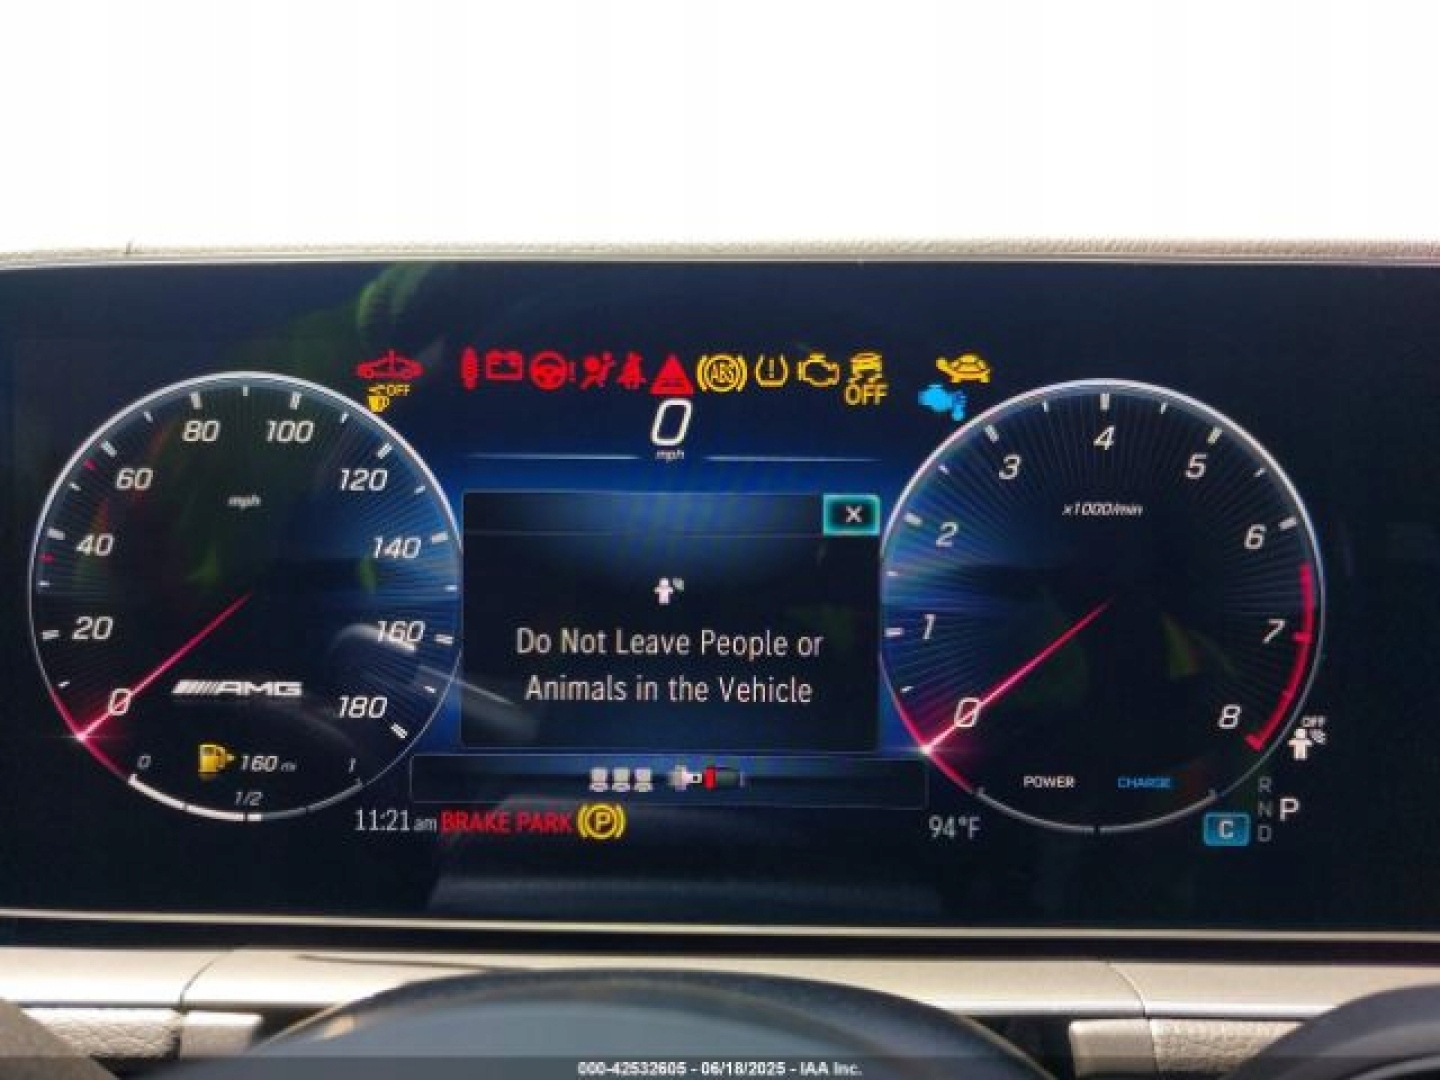 OFF
ABS
OFF
0
mph
80 100
60 120
mph
40 140
20 160
0 AMG 180
0 160 mi 1
1/2
X
Do Not Leave People or
Animals in the Vehicle
4
3 5
x1000/min
2 6
1 7
0 8
POWER CHARGE
OFF
R
N P
C D
11:21 am BRAKE PARK P
94°F
000-42532605 - 06/18/2025 - IAA Inc.